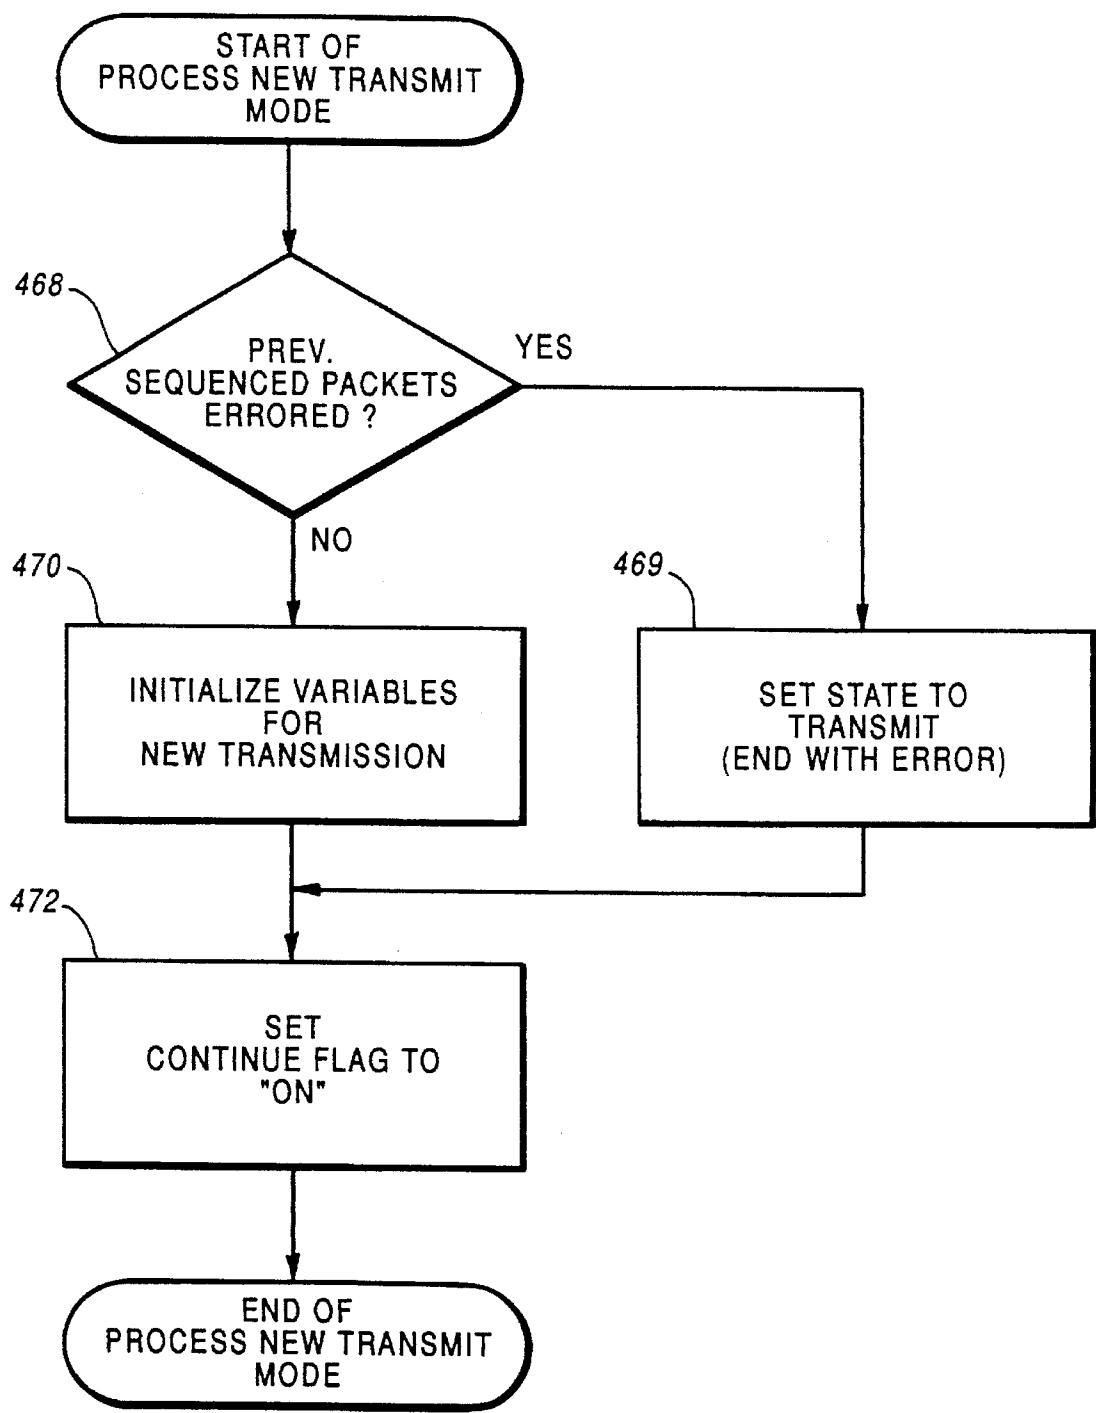 START OF
PROCESS NEW TRANSMIT
MODE
468
PREV.
SEQUENCED PACKETS
ERRORED ?
YES
NO
470
INITIALIZE VARIABLES
FOR
NEW TRANSMISSION
469
SET STATE TO
TRANSMIT
(END WITH ERROR)
472
SET
CONTINUE FLAG TO
"ON"
END OF
PROCESS NEW TRANSMIT
MODE